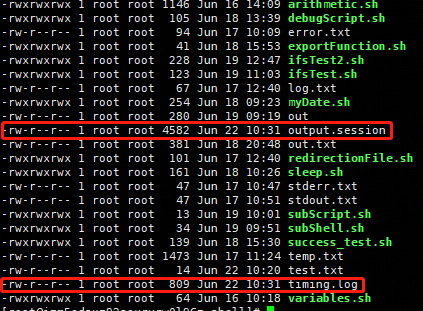 -rwxrwxrwx 1 root root 1146 Jun 16 14:09 arithmetic.sh
-rwxrwxrwx 1 root root 105 Jun 18 13:39 debugScript.sh
-rw-r--r-- 1 root root 94 Jun 17 10:09 error.txt
-rwxrwxrwx 1 root root 41 Jun 18 15:53 exportFunction.sh
-rwxrwxrwx 1 root root 228 Jun 19 12:47 ifsTest2.sh
-rwxrwxrwx 1 root root 123 Jun 19 11:03 ifsTest.sh
-rw-r--r-- 1 root root 67 Jun 17 12:40 log.txt
-rwxrwxrwx 1 root root 254 Jun 18 09:23 myDate.sh
-rw-r--r-- 1 root root 280 Jun 19 09:19 out
-rw-r--r-- 1 root root 4582 Jun 22 10:31 output.session
-rw-r--r-- 1 root root 381 Jun 18 20:48 out.txt
-rwxrwxrwx 1 root root 101 Jun 17 12:40 redirectionFile.sh
-rwxrwxrwx 1 root root 161 Jun 18 10:26 sleep.sh
-rw-r--r-- 1 root root 47 Jun 17 10:47 stderr.txt
-rw-r--r-- 1 root root 47 Jun 17 10:51 stdout.txt
-rwxrwxrwx 1 root root 13 Jun 19 10:01 subScript.sh
-rwxrwxrwx 1 root root 34 Jun 19 09:51 subShell.sh
-rwxrwxrwx 1 root root 139 Jun 18 15:30 success_test.sh
-rw-r--r-- 1 root root 1473 Jun 17 11:24 temp.txt
-rw-r--r-- 1 root root 14 Jun 22 10:20 test.txt
-rw-r--r-- 1 root root 809 Jun 22 10:31 timing.log
-rwxrwxrwx 1 root root 64 Jun 16 10:18 variables.sh